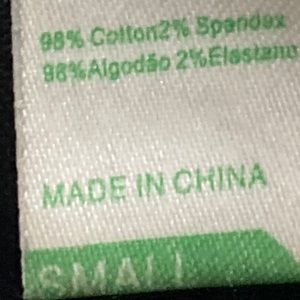 98% Cotton2% Spandex
98%Algodão 2%Elastano
MADE IN CHINA
SMALL